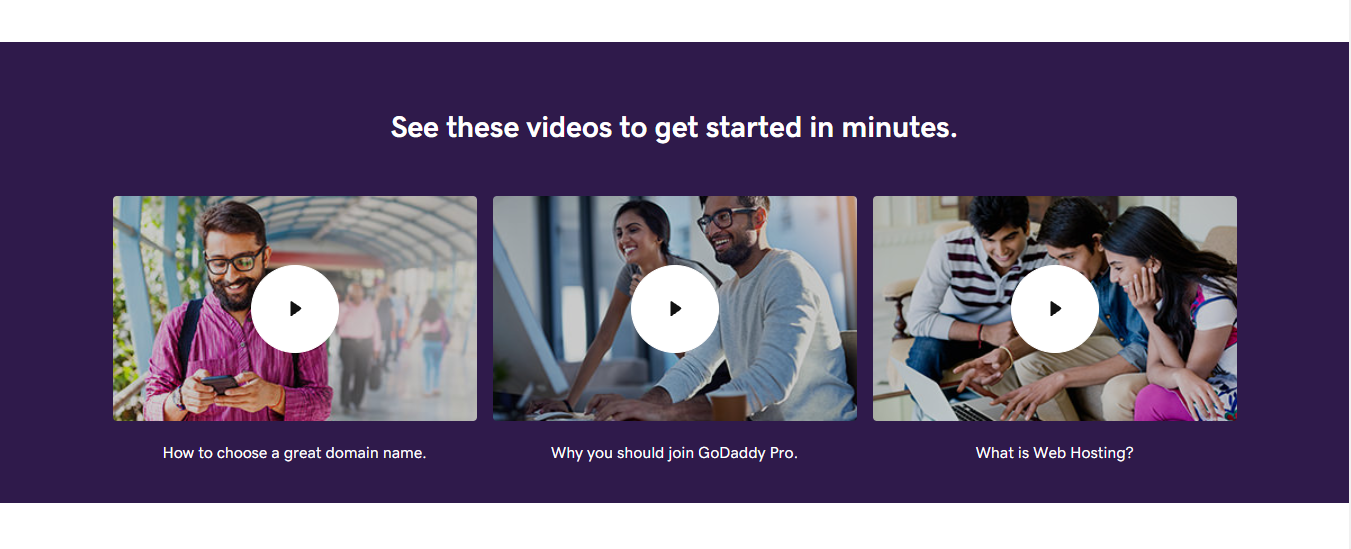 See these videos to get started in minutes.
How to choose a great domain name.
Why you should join GoDaddy Pro.
What is Web Hosting?